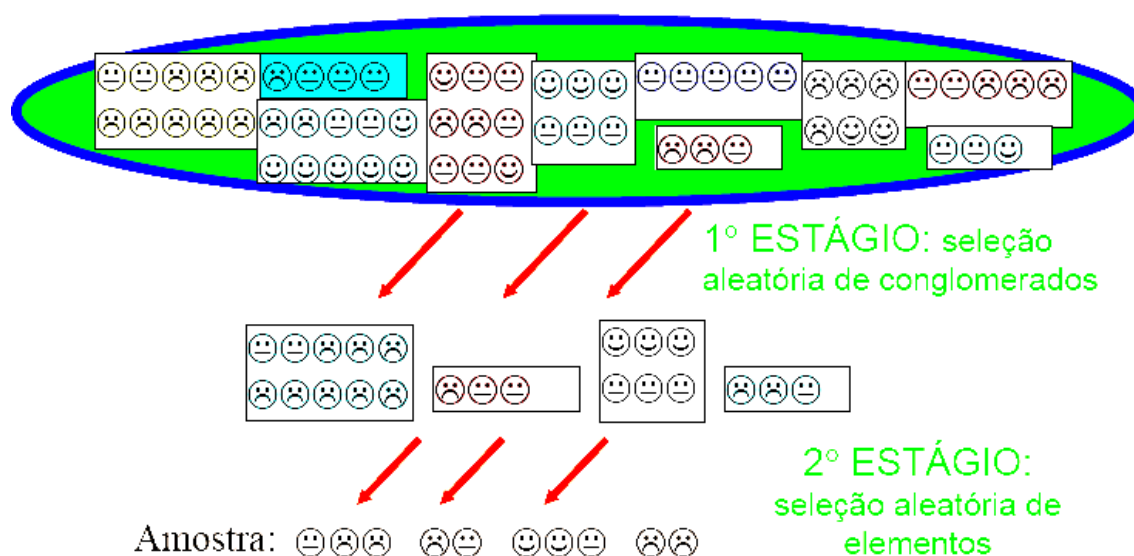 1º ESTÁGIO: seleção
aleatória de conglomerados
2º ESTÁGIO:
seleção aleatória de
elementos
Amostra: